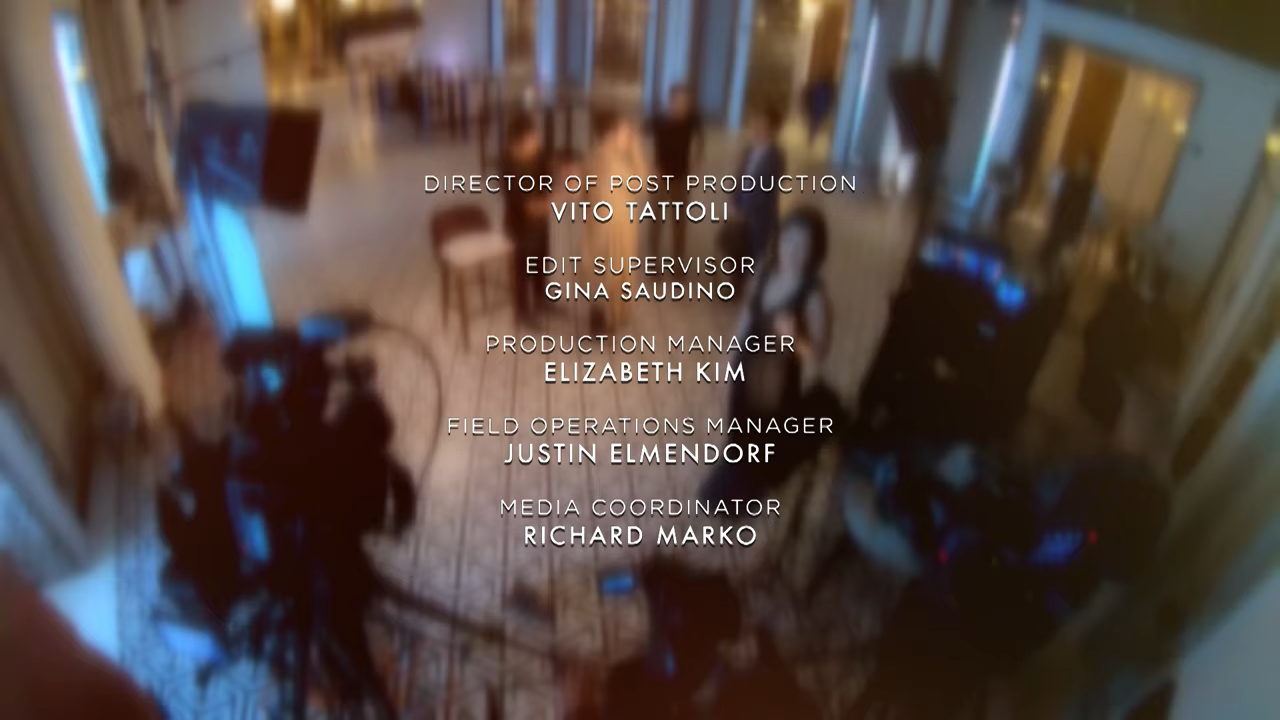 DIRECTOR OF POST PRODUCTION
VITO TATTOLI
EDIT SUPERVISOR
GINA SAUDINO
PRODUCTION MANAGER
ELIZABETH KIM
FIELD OPERATIONS MANAGER
JUSTIN ELMENDORF
MEDIA COORDINATOR
RICHARD MARKO